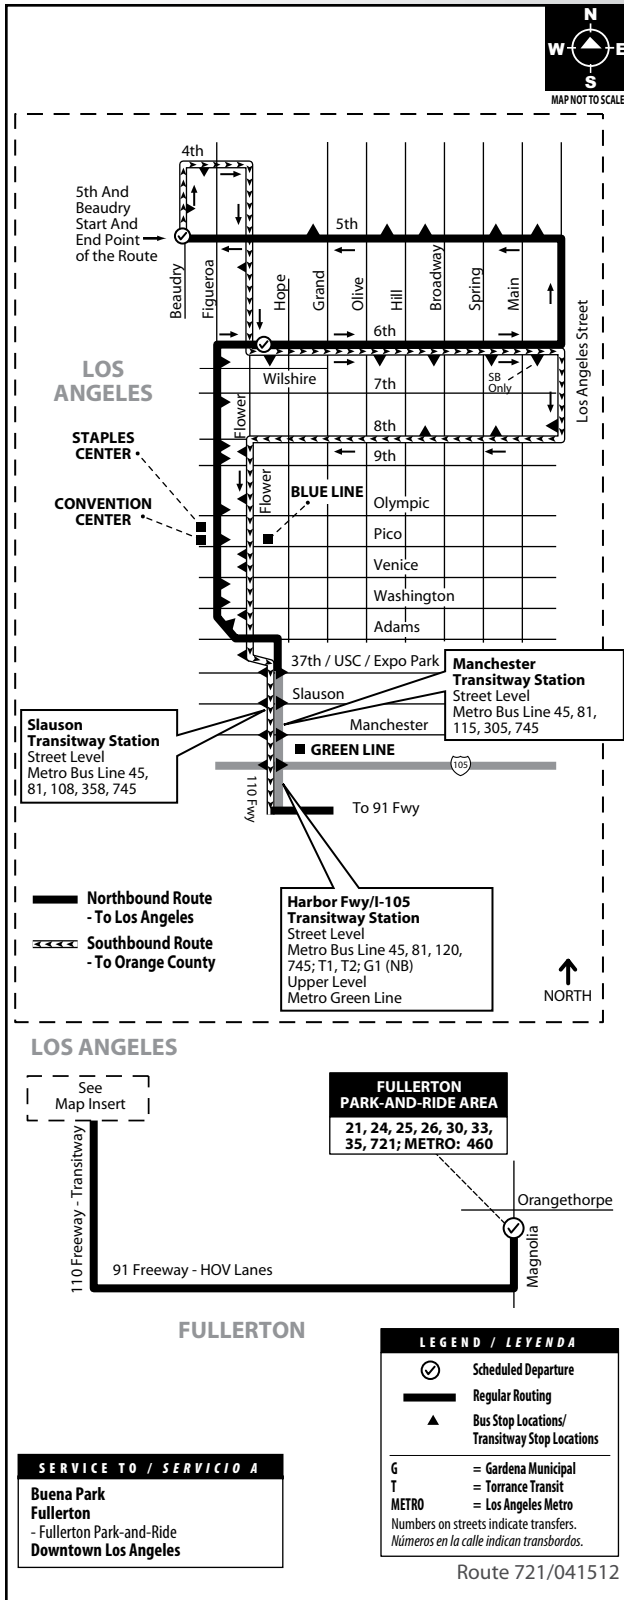 N
W E
S
MAP NOT TO SCALE
4th
5th And
Beaudry
Start And
End Point
of the Route
5th
Beaudry
Figueroa
Hope
Grand
Olive
Hill
Broadway
Spring
Main
Los Angeles Street
6th
LOS
ANGELES
Wilshire
7th
SB
Only
Flower
8th
9th
STAPLES
CENTER
CONVENTION
CENTER
Flower
BLUE LINE
Olympic
Pico
Venice
Washington
Adams
37th / USC / Expo Park
Slauson
Manchester
GREEN LINE
105
110 Fwy
To 91 Fwy
Manchester
Transitway Station
Street Level
Metro Bus Line 45, 81,
115, 305, 745
Slauson
Transitway Station
Street Level
Metro Bus Line 45,
81, 108, 358, 745
Northbound Route
- To Los Angeles
Southbound Route
- To Orange County
Harbor Fwy/I-105
Transitway Station
Street Level
Metro Bus Line 45, 81, 120,
745; T1, T2; G1 (NB)
Upper Level
Metro Green Line
NORTH
LOS ANGELES
See
Map Insert
FULLERTON
PARK-AND-RIDE AREA
21, 24, 25, 26, 30, 33,
35, 721; METRO: 460
110 Freeway - Transitway
Orangethorpe
Magnolia
91 Freeway - HOV Lanes
FULLERTON
LEGEND / LEYENDA
Scheduled Departure
Regular Routing
Bus Stop Locations/
Transitway Stop Locations
G = Gardena Municipal
T = Torrance Transit
METRO = Los Angeles Metro
Numbers on streets indicate transfers.
Números en la calle indican transbordos.
SERVICE TO / SERVICIO A
Buena Park
Fullerton
- Fullerton Park-and-Ride
Downtown Los Angeles
Route 721/041512